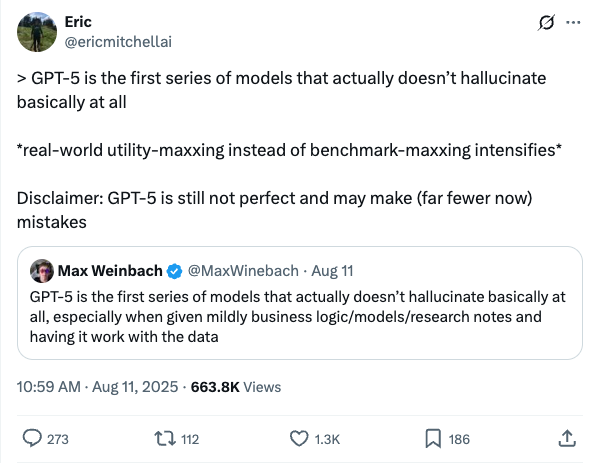 Eric
@ericmitchellai
> GPT-5 is the first series of models that actually doesn’t hallucinate
basically at all
*real-world utility-maxxing instead of benchmark-maxxing intensifies*
Disclaimer: GPT-5 is still not perfect and may make (far fewer now)
mistakes
Max Weinbach @MaxWinebach · Aug 11
GPT-5 is the first series of models that actually doesn’t hallucinate basically at
all, especially when given mildly business logic/models/research notes and
having it work with the data
10:59 AM · Aug 11, 2025 · 663.8K Views
273 112 1.3K 186